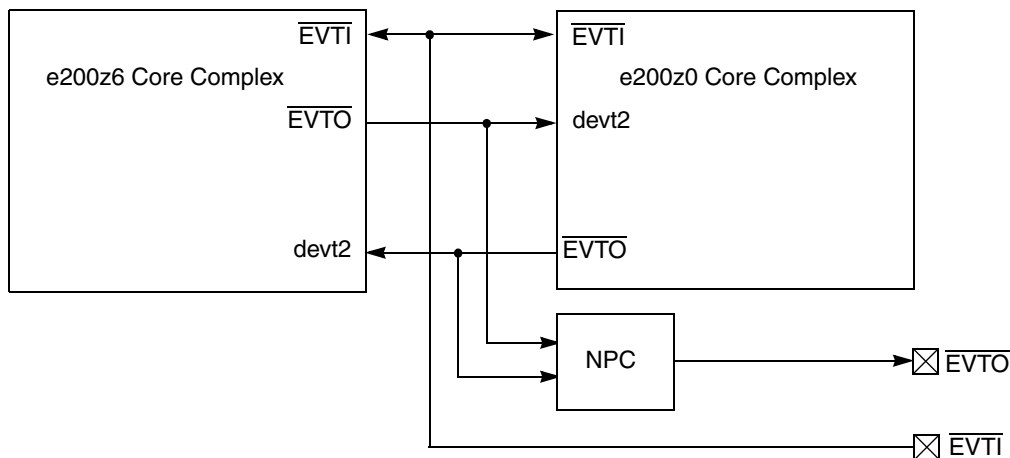 EVTI
EVTI
e200z6 Core Complex
e200z0 Core Complex
EVTO
devt2
devt2
EVTO
NPC
EVTO
EVTI